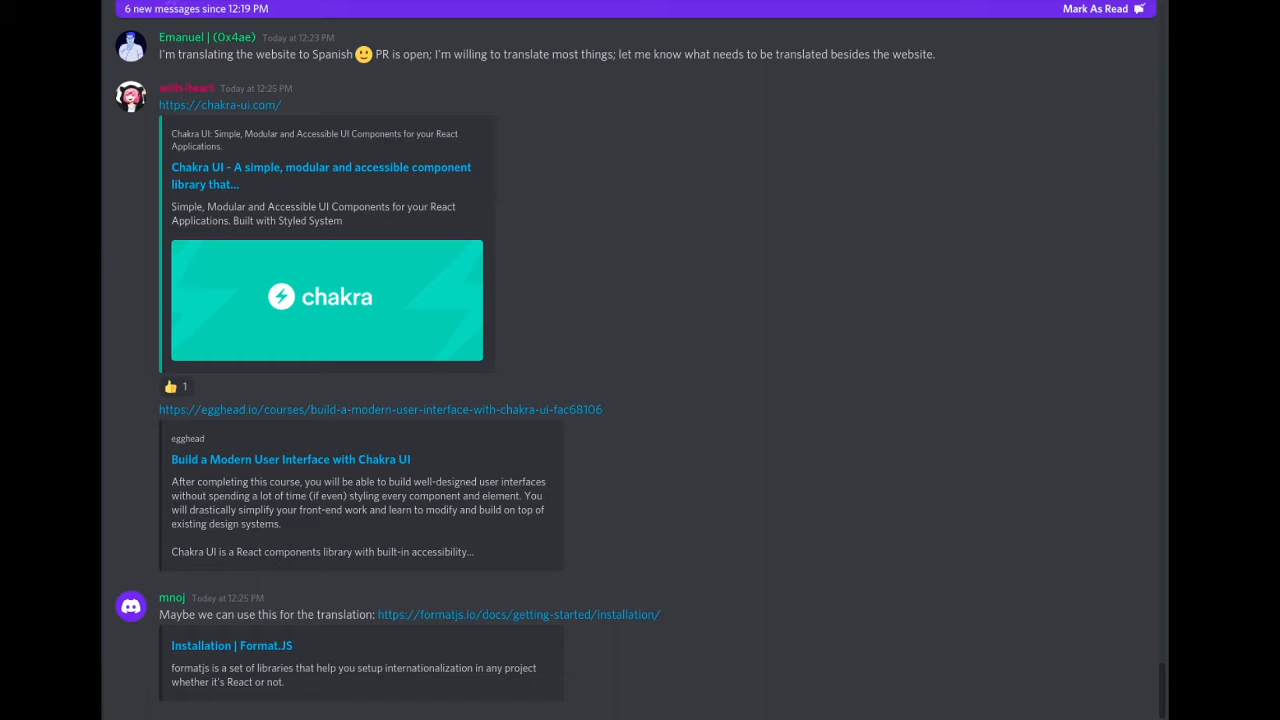 6 new messages since 12:19 PM Mark As Read
Emanuel | (0x4ae) Today at 12:23 PM
I'm translating the website to Spanish 🙂 PR is open; I'm willing to translate most things; let me know what needs to be translated besides the website.
with-heart Today at 12:25 PM
https://chakra-ui.com/
Chakra UI: Simple, Modular and Accessible UI Components for your React
Applications.
Chakra UI - A simple, modular and accessible component
library that...
Simple, Modular and Accessible UI Components for your React
Applications. Built with Styled System
chakra
👍 1
https://egghead.io/courses/build-a-modern-user-interface-with-chakra-ui-fac68106
egghead
Build a Modern User Interface with Chakra UI
After completing this course, you will be able to build well-designed user interfaces
without spending a lot of time (if even) styling every component and element. You
will drastically simplify your front-end work and learn to modify and build on top of
existing design systems.
Chakra UI is a React components library with built-in accessibility...
mnoj Today at 12:25 PM
Maybe we can use this for the translation: https://formatjs.io/docs/getting-started/installation/
Installation | Format.JS
formatjs is a set of libraries that help you setup internationalization in any project
whether it's React or not.